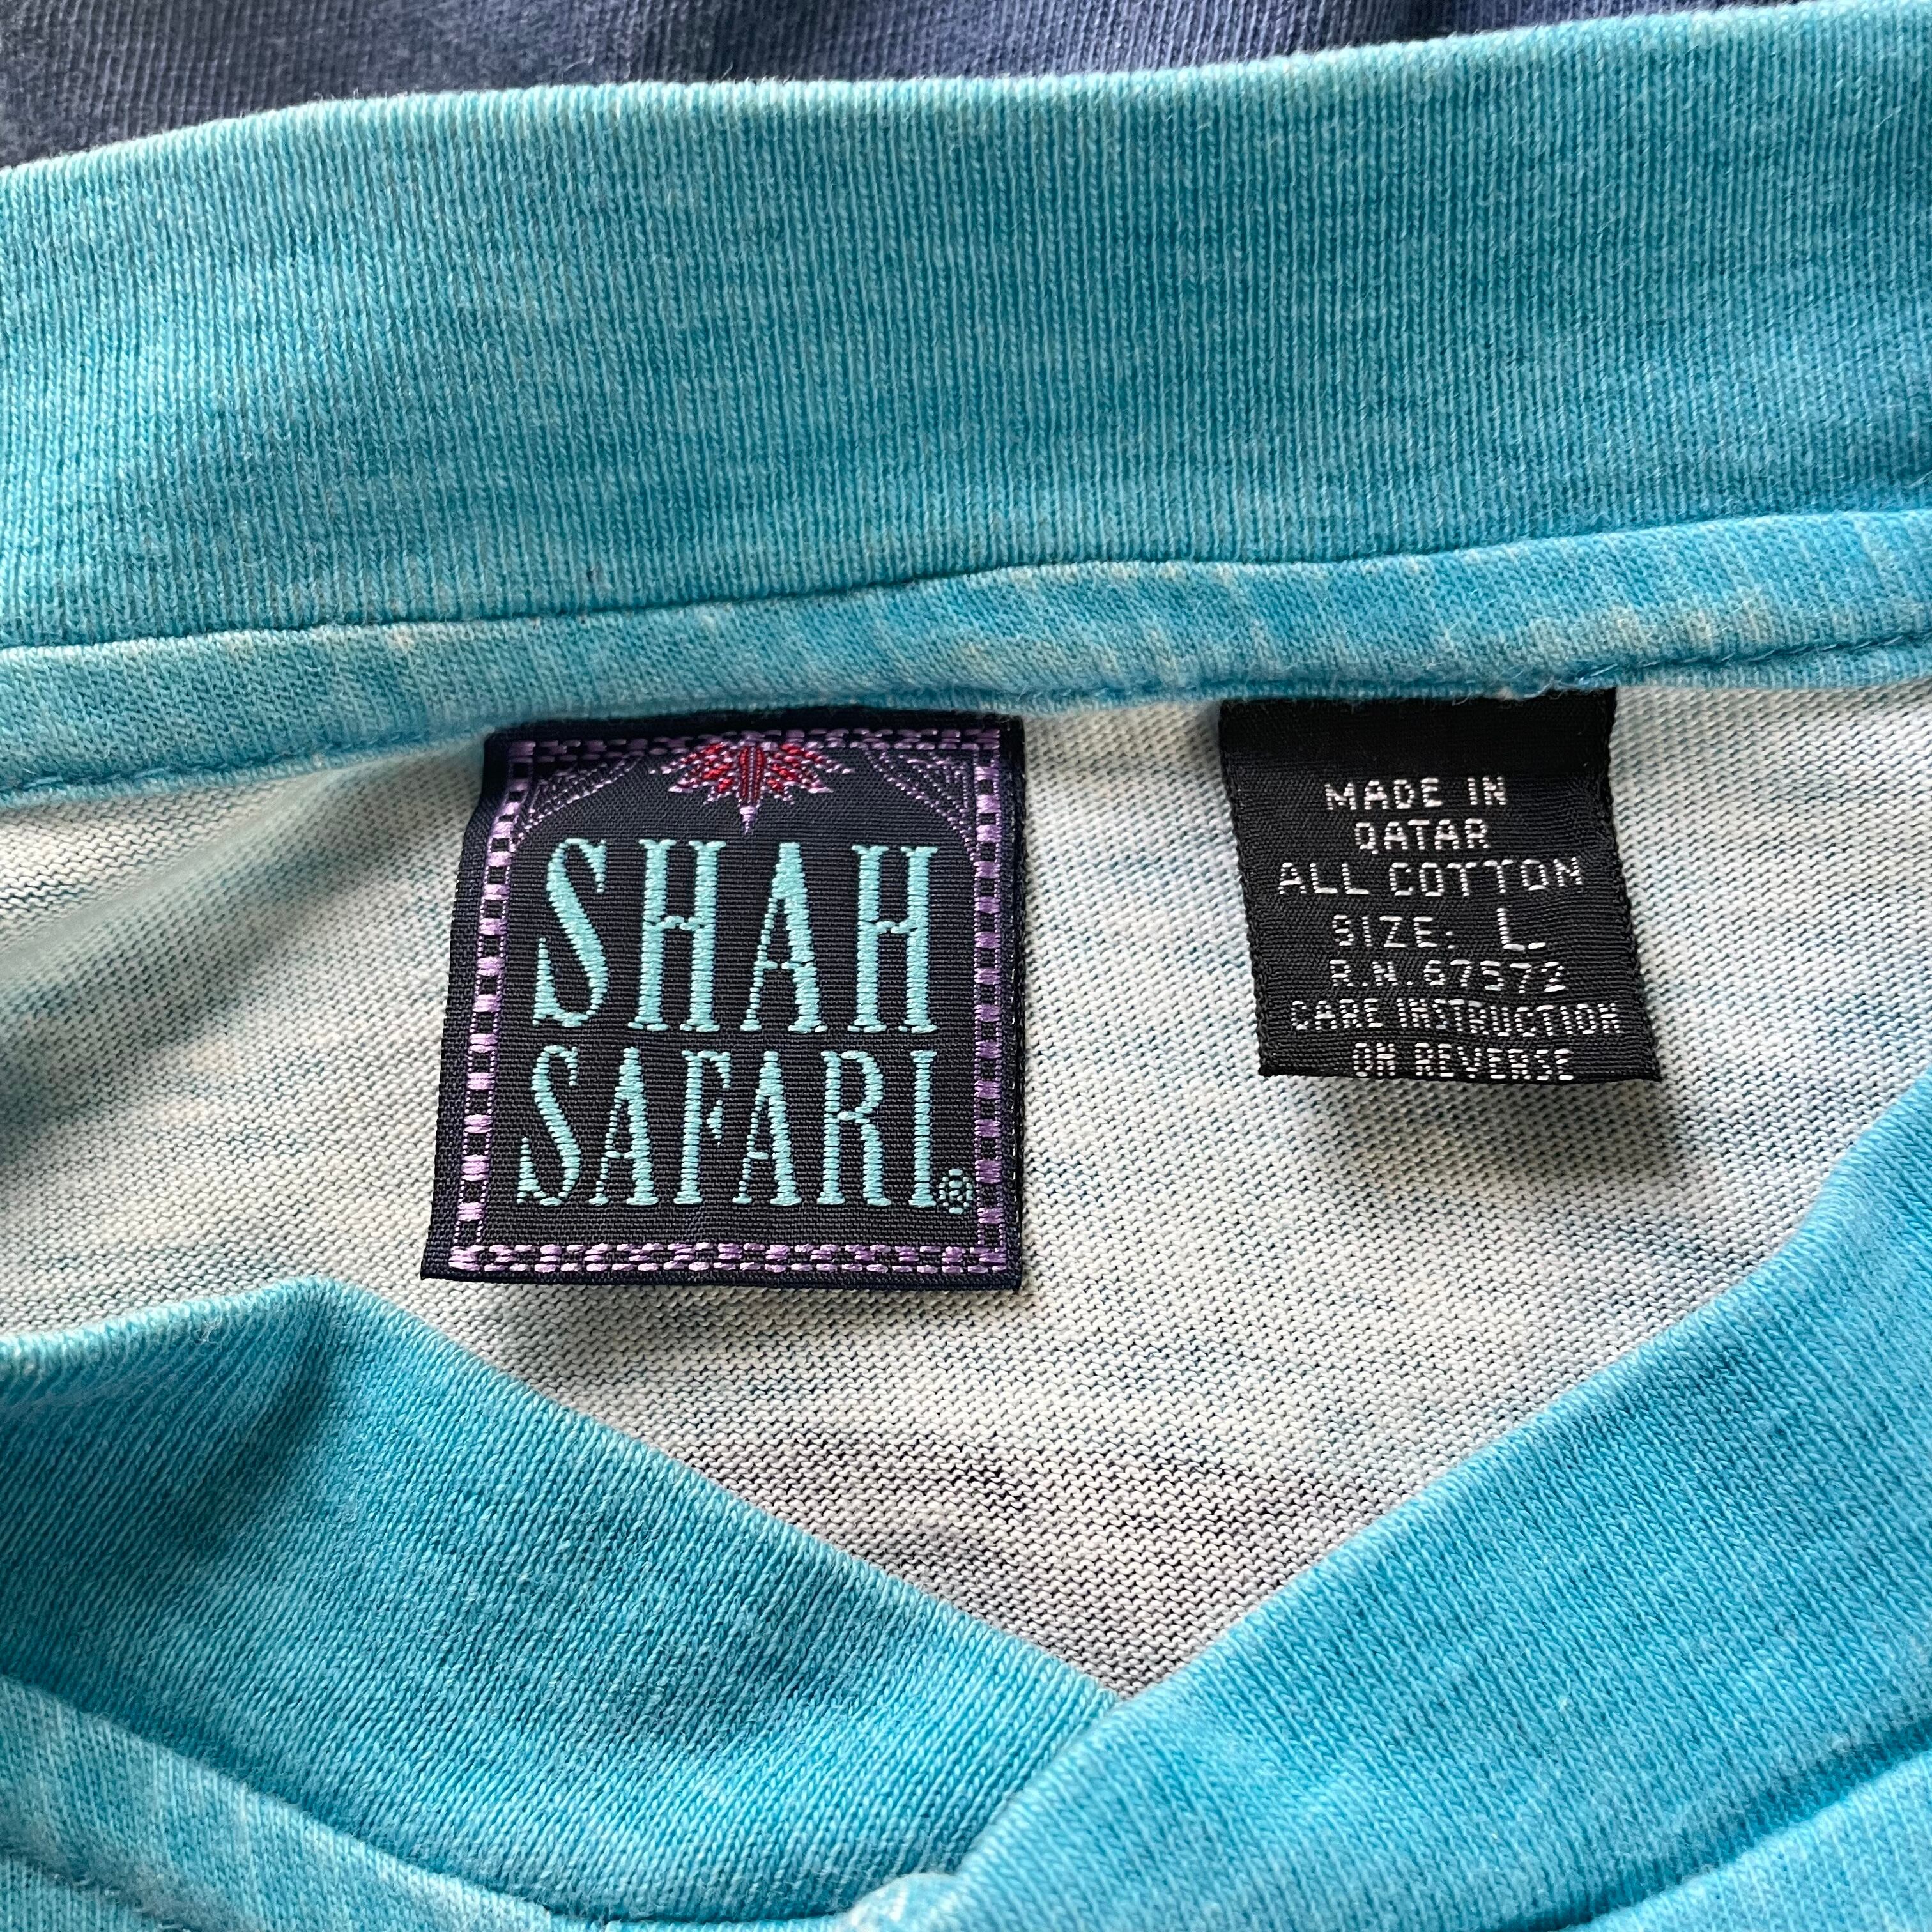 SHAH
SAFARI®
MADE IN
QATAR
ALL COTTON
SIZE: L
R.N.67572
CARE INSTRUCTION
ON REVERSE